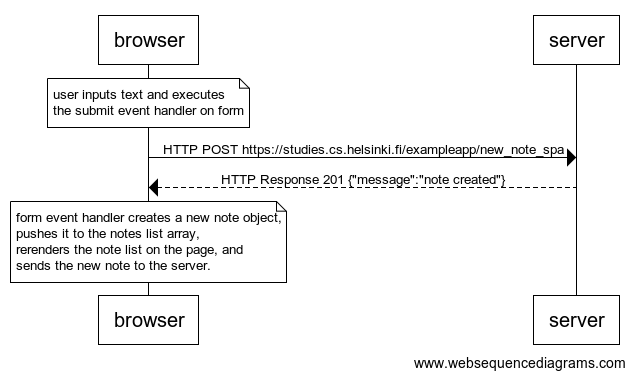 browser
server
user inputs text and executes
the submit event handler on form
HTTP POST https://studies.cs.helsinki.fi/exampleapp/new_note_spa
HTTP Response 201 {"message":"note created"}
form event handler creates a new note object,
pushes it to the notes list array,
rerenders the note list on the page, and
sends the new note to the server.
browser
server
www.websequencediagrams.com